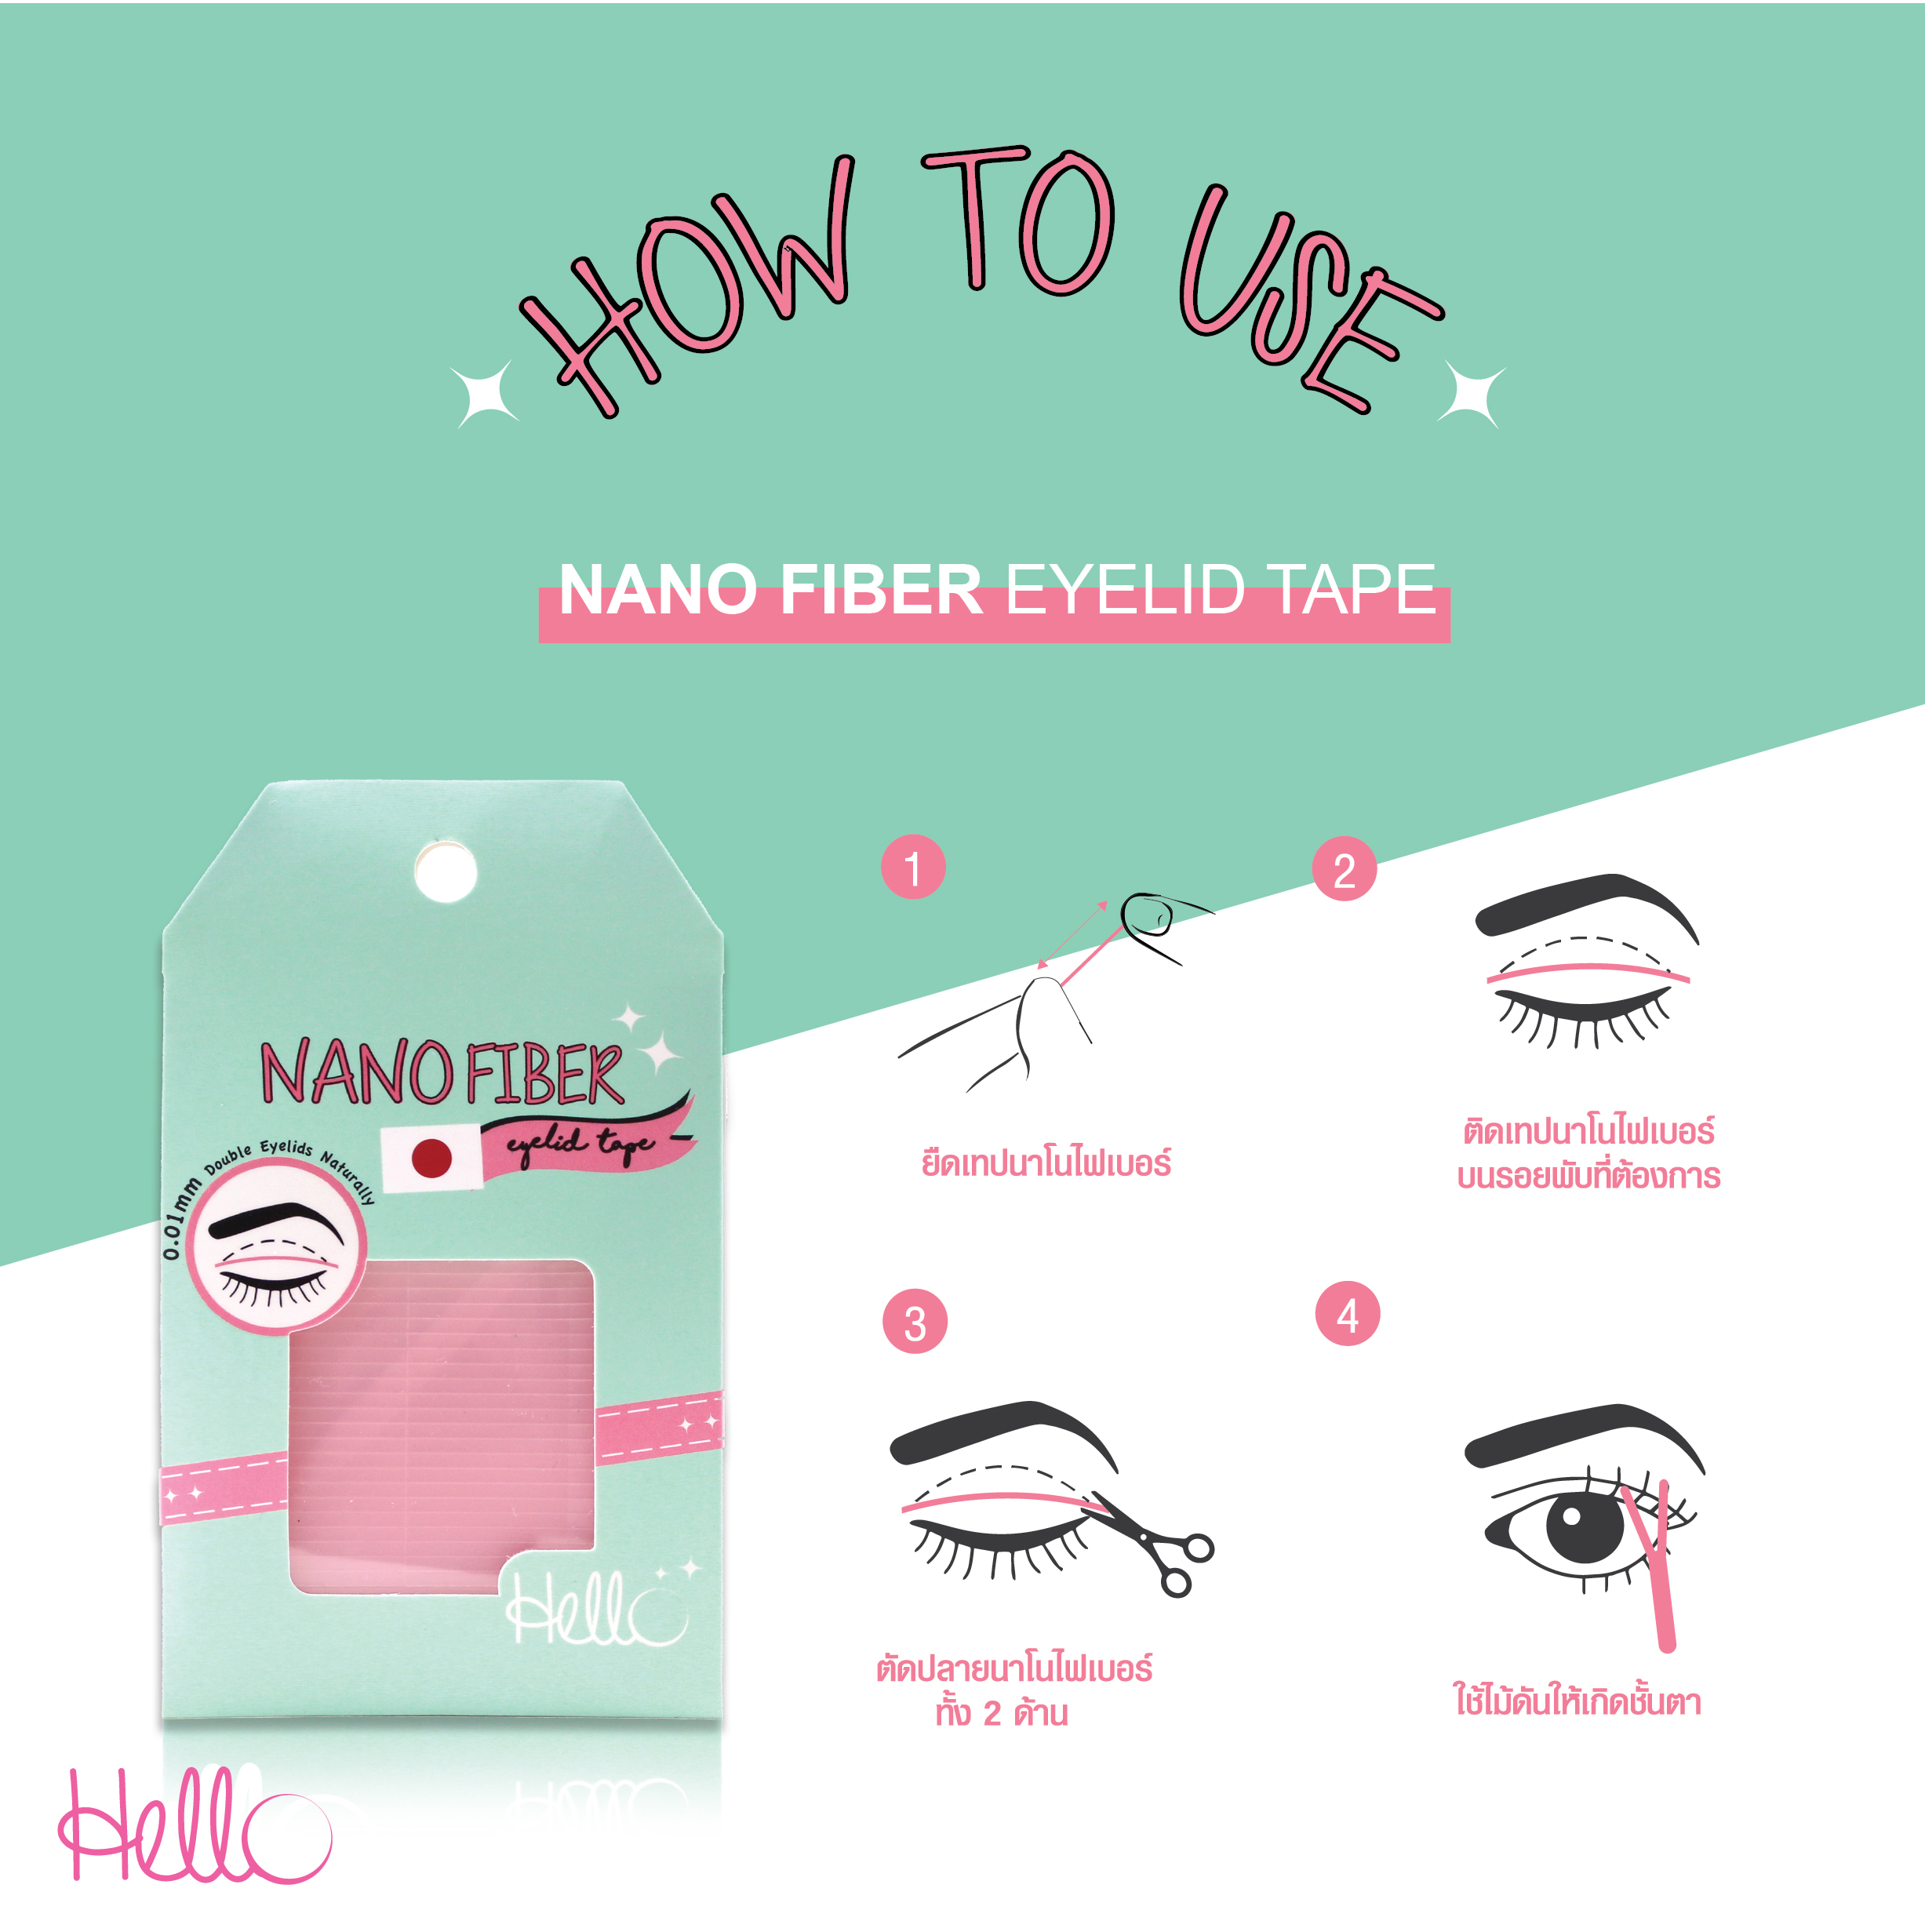 HOW TO USE
NANO FIBER EYELID TAPE
NANO FIBER
eyelid tape
0.01mm Double Eyelids Naturally
Hello
1
ยืดเทปนาโนไฟเบอร์
2
ติดเทปนาโนไฟเบอร์
บนรอยพับที่ต้องการ
3
ตัดปลายนาโนไฟเบอร์
ทั้ง 2 ด้าน
4
ใช้ไม้ดันให้เกิดชั้นตา
Hello